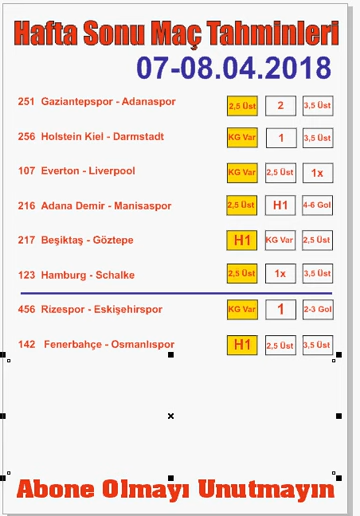 Hafta Sonu Maç Tahminleri
07-08.04.2018
251 Gaziantepspor - Adanaspor 2,5 Üst 2 3,5 Üst
256 Holstein Kiel - Darmstadt KG Var 1 3,5 Üst
107 Everton - Liverpool KG Var 2,5 Üst 1x
216 Adana Demir - Manisaspor 2,5 Üst H1 4-6 Gol
217 Beşiktaş - Göztepe H1 KG Var 2,5 Üst
123 Hamburg - Schalke 2,5 Üst 1x 3,5 Üst
456 Rizespor - Eskişehirspor KG Var 1 2-3 Gol
142 Fenerbahçe - Osmanlıspor H1 2,5 Üst 3,5 Üst
Abone Olmayı Unutmayın